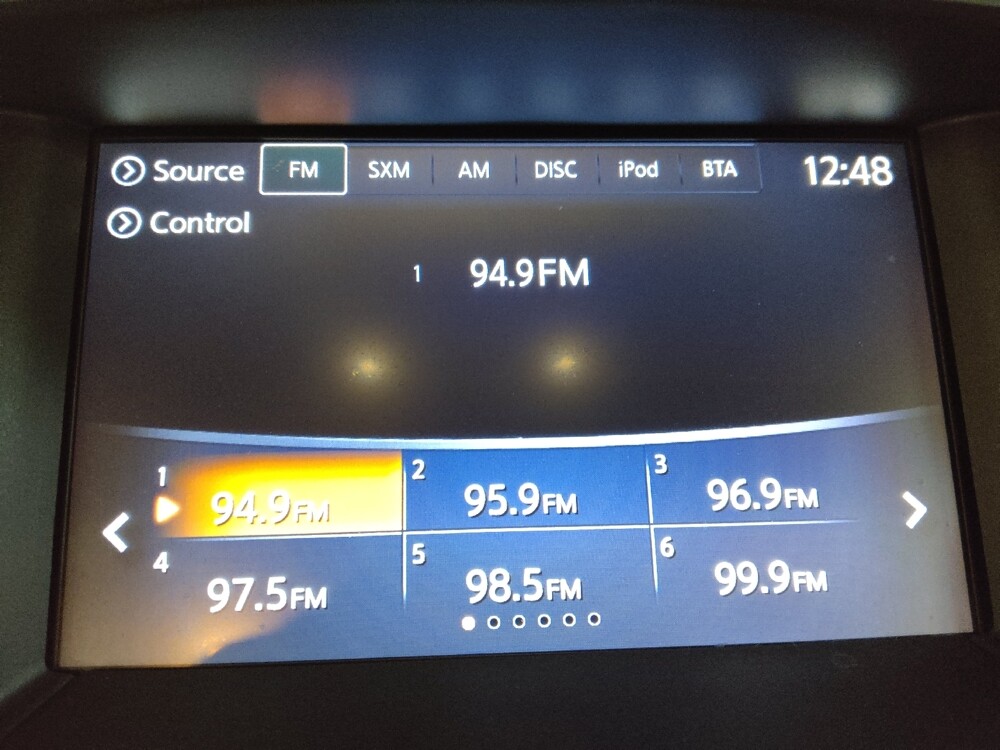 Source FM SXM AM DISC iPod BTA 12:48
Control
1 94.9FM
1 2 3
94.9FM 95.9FM 96.9FM
4 5 6
97.5FM 98.5FM 99.9FM